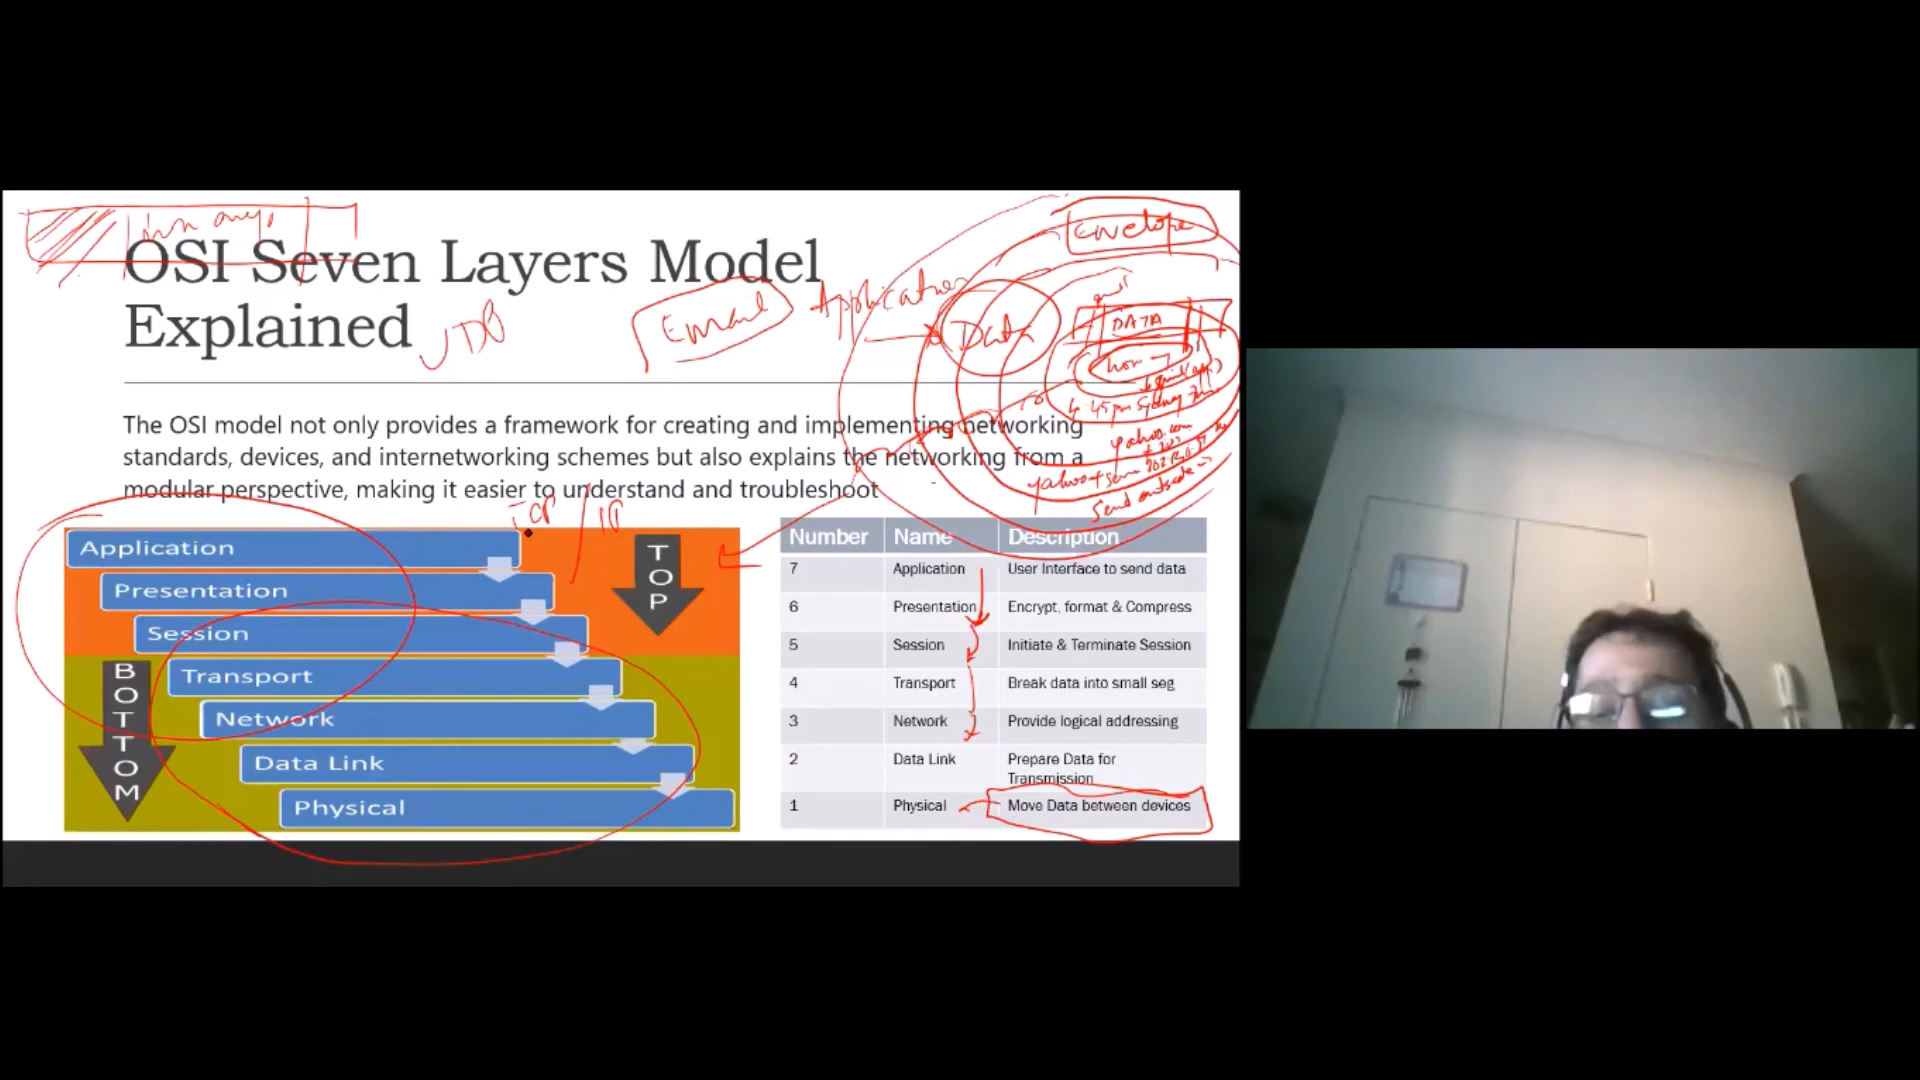 Envelope
OSI Seven Layers Model
Explained
Email
Application
Data
DATA
The OSI model not only provides a framework for creating and implementing networking
standards, devices, and internetworking schemes but also explains the networking from a
modular perspective, making it easier to understand and troubleshoot
yahoo.com
Send outside
TCP / IP
Application
Presentation
Session
Transport
Network
Data Link
Physical
TOP
BOTTOM
Number Name Description
7 Application User Interface to send data
6 Presentation Encrypt, format & Compress
5 Session Initiate & Terminate Session
4 Transport Break data into small seg
3 Network Provide logical addressing
2 Data Link Prepare Data for
Transmission
1 Physical Move Data between devices